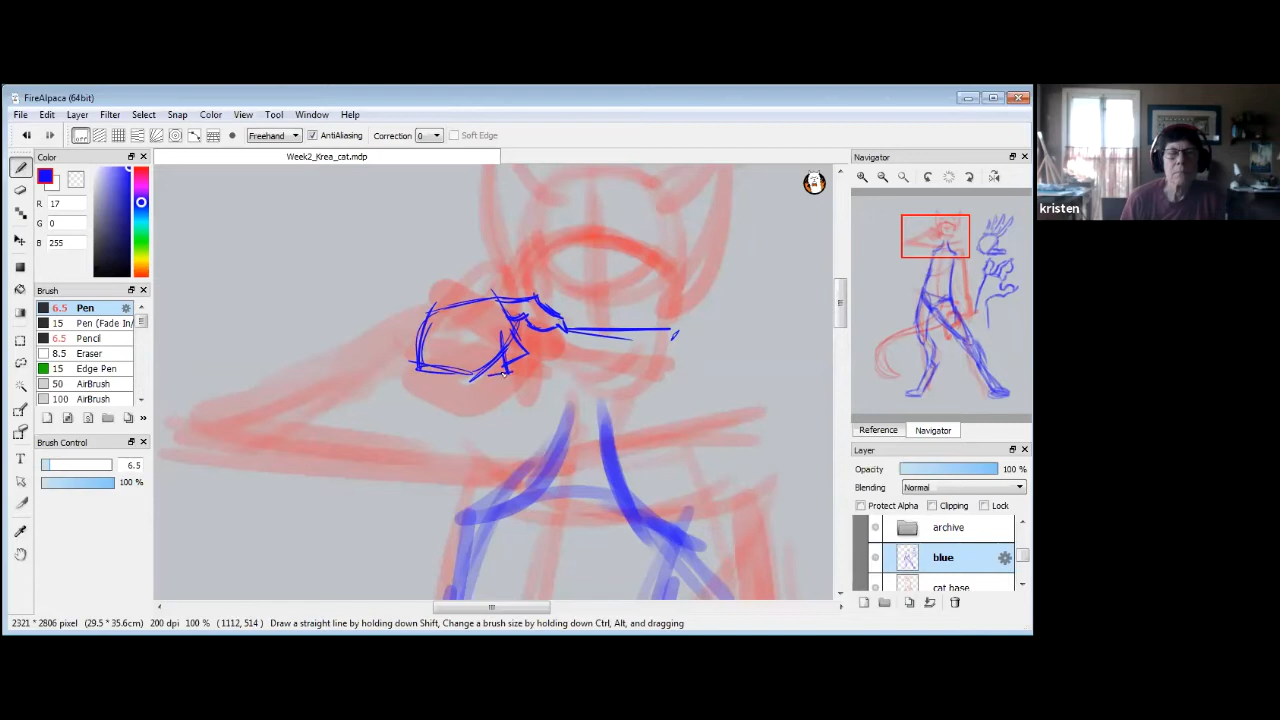 FireAlpaca (64bit)
File Edit Layer Filter Select Snap Color View Tool Window Help
OFF Freehand AntiAliasing Correction 0 Soft Edge
Color
Week2_Krea_cat.mdp
Navigator
R 17
G 0
B 255
kristen
Brush
6.5 Pen
15 Pen (Fade In/
6.5 Pencil
8.5 Eraser
15 Edge Pen
50 AirBrush
100 AirBrush
Brush Control
6.5
100 %
Reference Navigator
Layer
Opacity 100 %
Blending Normal
Protect Alpha Clipping Lock
archive
blue
cat base
2321 * 2806 pixel (29.5 * 35.6cm) 200 dpi 100 % (1112, 514) Draw a straight line by holding down Shift, Change a brush size by holding down Ctrl, Alt, and dragging